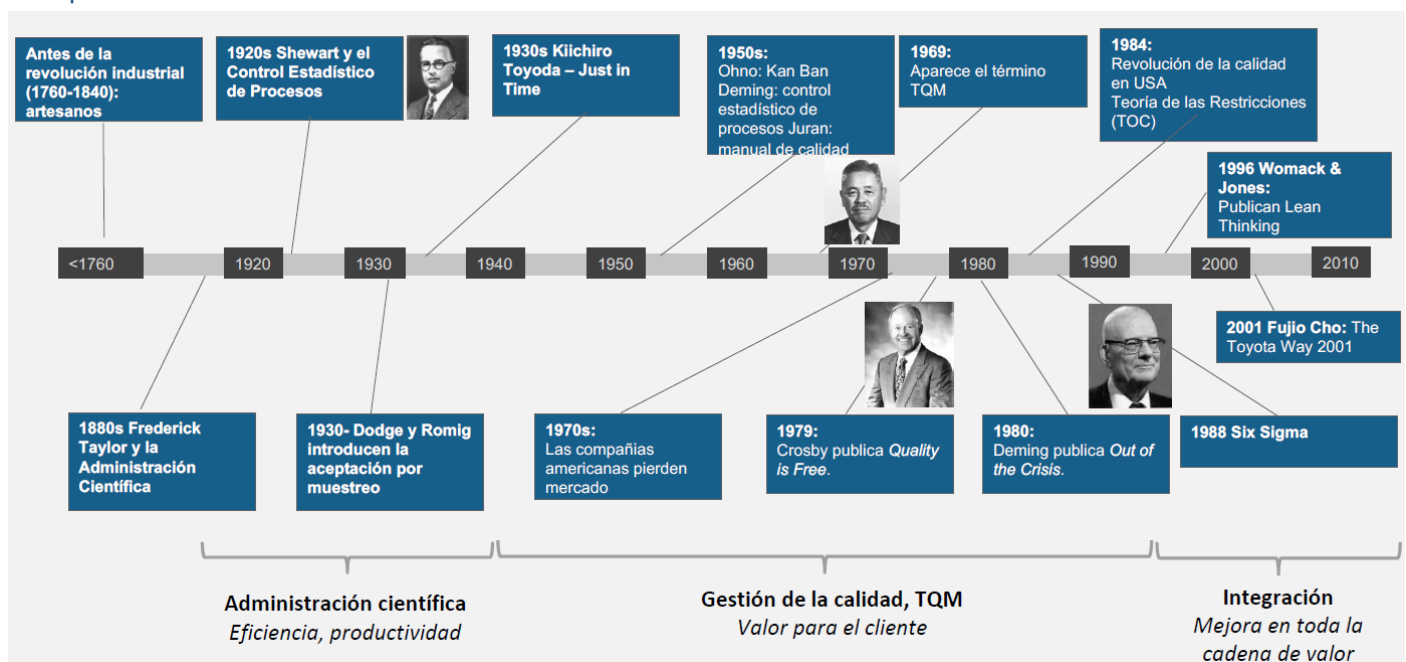 Antes de la
revolución industrial
(1760-1840):
artesanos
1920s Shewart y el
Control Estadístico
de Procesos
1930s Kiichiro
Toyoda – Just in
Time
1950s:
Ohno: Kan Ban
Deming: control
estadístico de
procesos Juran:
manual de calidad
1969:
Aparece el término
TQM
1984:
Revolución de la calidad
en USA
Teoría de las Restricciones
(TOC)
1996 Womack &
Jones:
Publican Lean
Thinking
<1760
1920
1930
1940
1950
1960
1970
1980
1990
2000
2010
2001 Fujio Cho: The
Toyota Way 2001
1880s Frederick
Taylor y la
Administración
Científica
1930- Dodge y Romig
introducen la
aceptación por
muestreo
1970s:
Las compañias
americanas pierden
mercado
1979:
Crosby publica Quality
is Free.
1980:
Deming publica Out of
the Crisis.
1988 Six Sigma
Administración científica
Eficiencia, productividad
Gestión de la calidad, TQM
Valor para el cliente
Integración
Mejora en toda la
cadena de valor